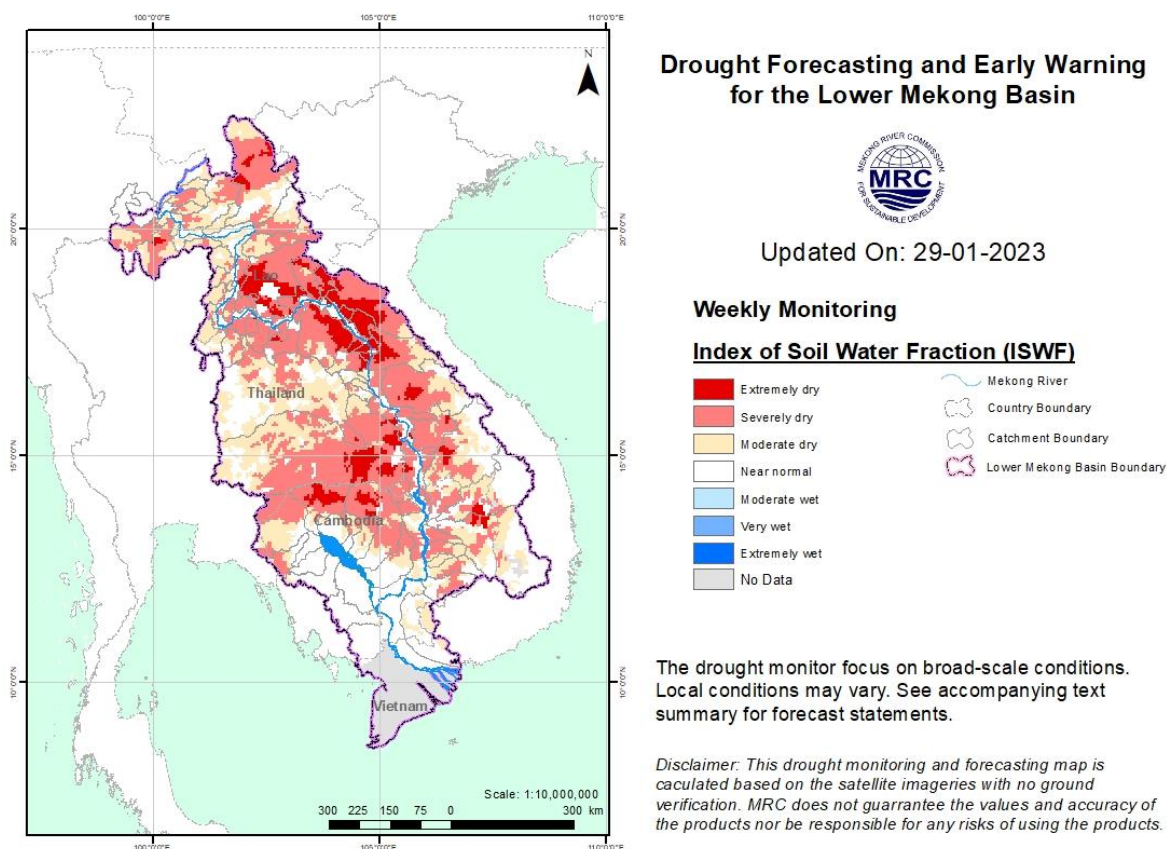 100°0'0"E
105°0'0"E
110°0'0"E
N
20°0'0"N
20°0'0"N
15°0'0"N
15°0'0"N
10°0'0"N
10°0'0"N
Lao
Thailand
Cambodia
Vietnam
Scale: 1:10,000,000
300 225 150 75 0 300 km
100°0'0"E
105°0'0"E
110°0'0"E
Drought Forecasting and Early Warning
for the Lower Mekong Basin
MEKONG RIVER COMMISSION
MRC
FOR SUSTAINABLE DEVELOPMENT
Updated On: 29-01-2023
Weekly Monitoring
Index of Soil Water Fraction (ISWF)
Extremely dry
Severely dry
Moderate dry
Near normal
Moderate wet
Very wet
Extremely wet
No Data
Mekong River
Country Boundary
Catchment Boundary
Lower Mekong Basin Boundary
The drought monitor focus on broad-scale conditions.
Local conditions may vary. See accompanying text
summary for forecast statements.
Disclaimer: This drought monitoring and forecasting map is
caculated based on the satellite imageries with no ground
verification. MRC does not guarrantee the values and accuracy of
the products nor be responsible for any risks of using the products.